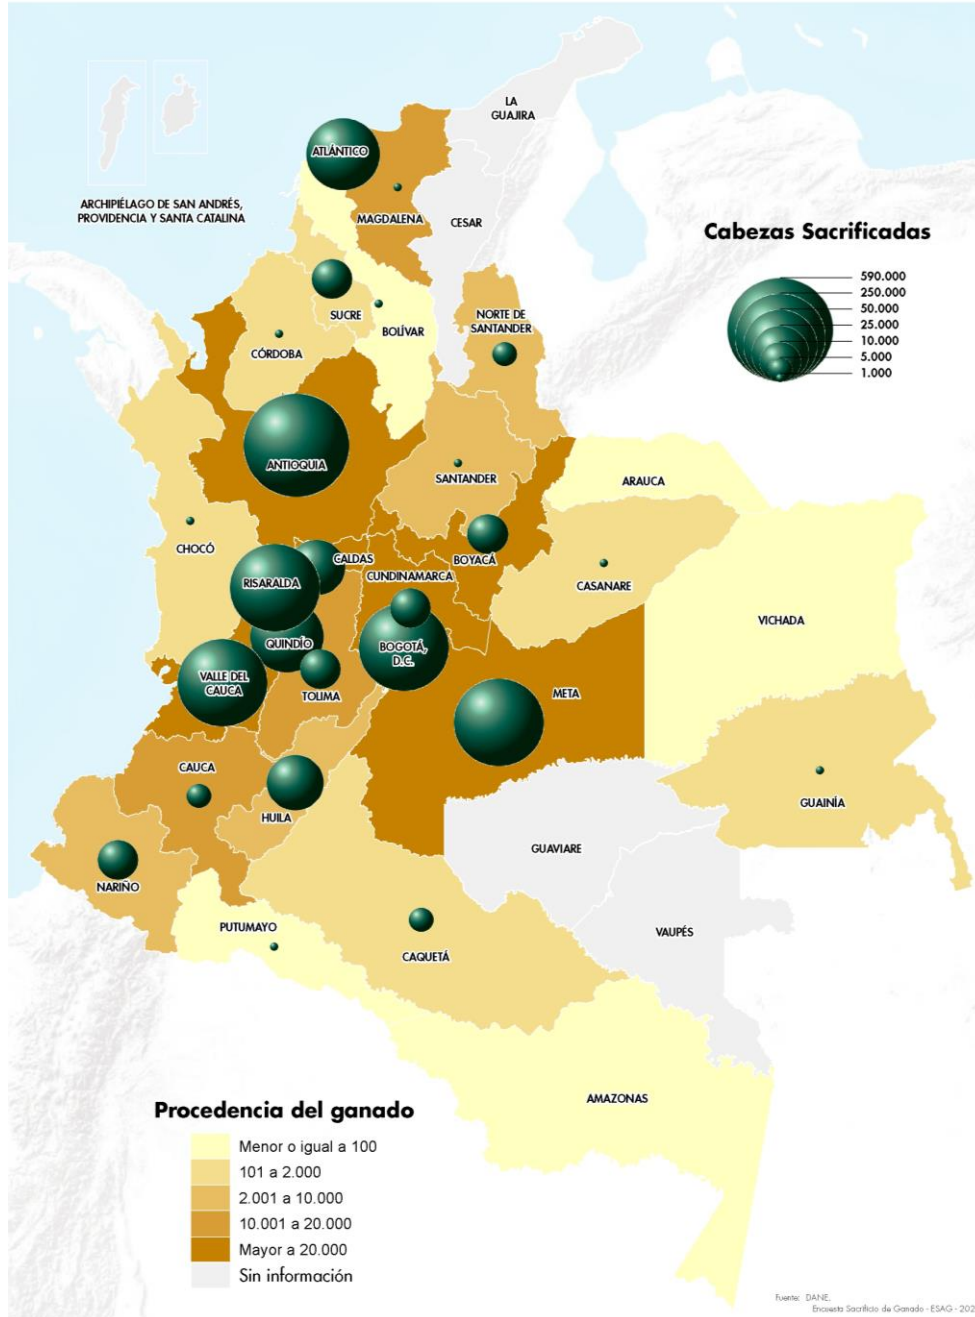 LA
GUAJIRA
ATLÁNTICO
MAGDALENA
CESAR
ARCHIPIÉLAGO DE SAN ANDRÉS,
PROVIDENCIA Y SANTA CATALINA
Cabezas Sacrificadas
590.000
250.000
50.000
25.000
10.000
5.000
1.000
SUCRE
BOLÍVAR
NORTE DE
SANTANDER
CÓRDOBA
ANTIOQUIA
SANTANDER
ARAUCA
CHOCÓ
CALDAS
BOYACÁ
CUNDINAMARCA
RISARALDA
CASANARE
VICHADA
QUINDÍO
BOGOTÁ,
D.C.
VALLE DEL
CAUCA
TOLIMA
META
CAUCA
HUILA
GUAINÍA
GUAVIARE
NARIÑO
PUTUMAYO
CAQUETÁ
VAUPÉS
AMAZONAS
Procedencia del ganado
Menor o igual a 100
101 a 2.000
2.001 a 10.000
10.001 a 20.000
Mayor a 20.000
Sin información
Fuente: DANE.
Encuesta Sacrificio de Ganado - ESAG - 202